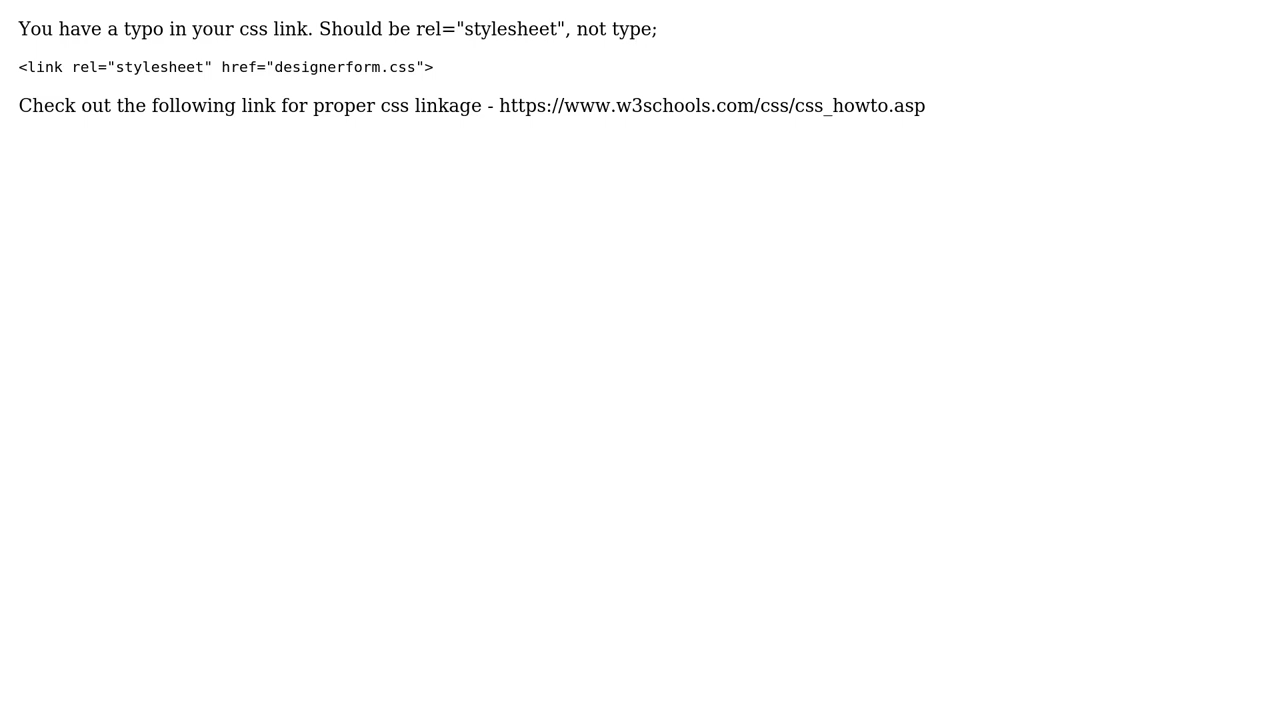 You have a typo in your css link. Should be rel="stylesheet", not type;
<link rel="stylesheet" href="designerform.css">
Check out the following link for proper css linkage - https://www.w3schools.com/css/css_howto.asp